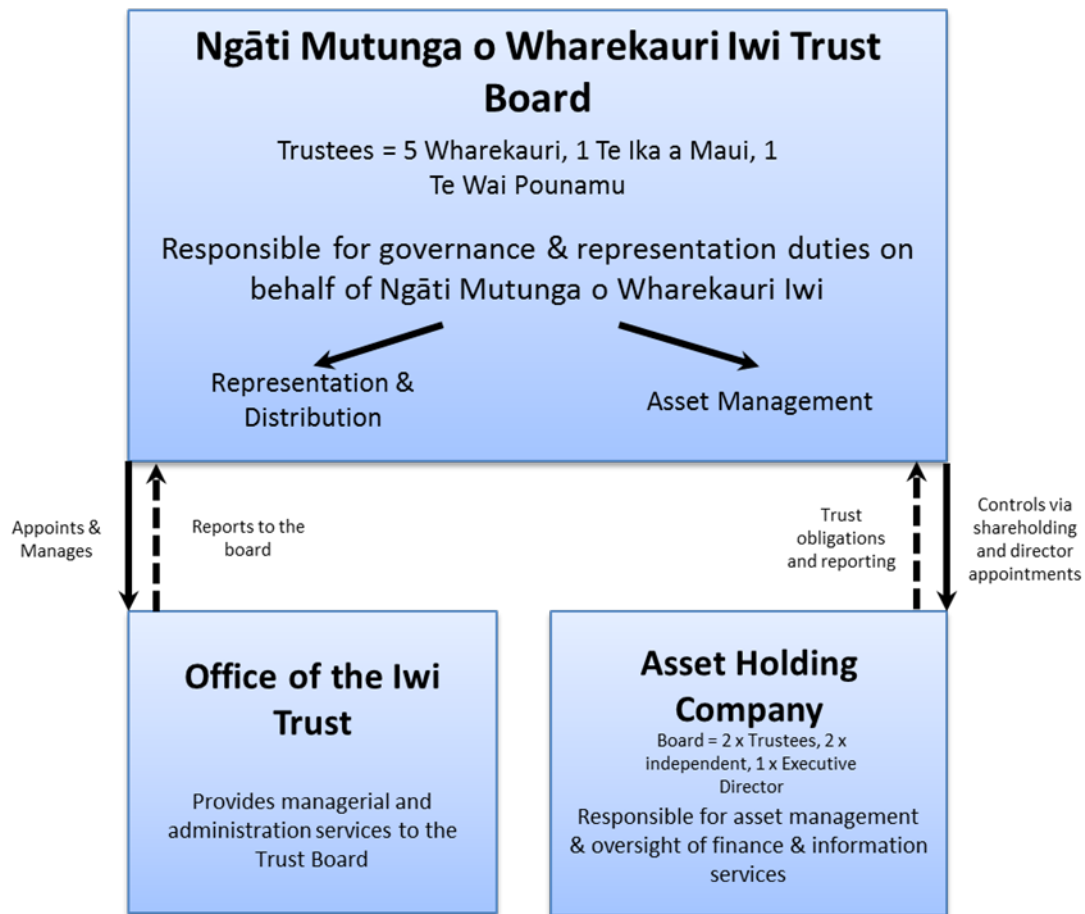 Ngāti Mutunga o Wharekauri Iwi Trust
Board
Trustees = 5 Wharekauri, 1 Te Ika a Maui, 1
Te Wai Pounamu
Responsible for governance & representation duties on
behalf of Ngāti Mutunga o Wharekauri Iwi
Representation &
Distribution
Asset Management
Appoints &
Manages
Reports to the
board
Trust
obligations
and reporting
Controls via
shareholding
and director
appointments
Office of the Iwi
Trust
Provides managerial and
administration services to the
Trust Board
Asset Holding
Company
Board = 2 x Trustees, 2 x
independent, 1 x Executive
Director
Responsible for asset management
& oversight of finance & information
services